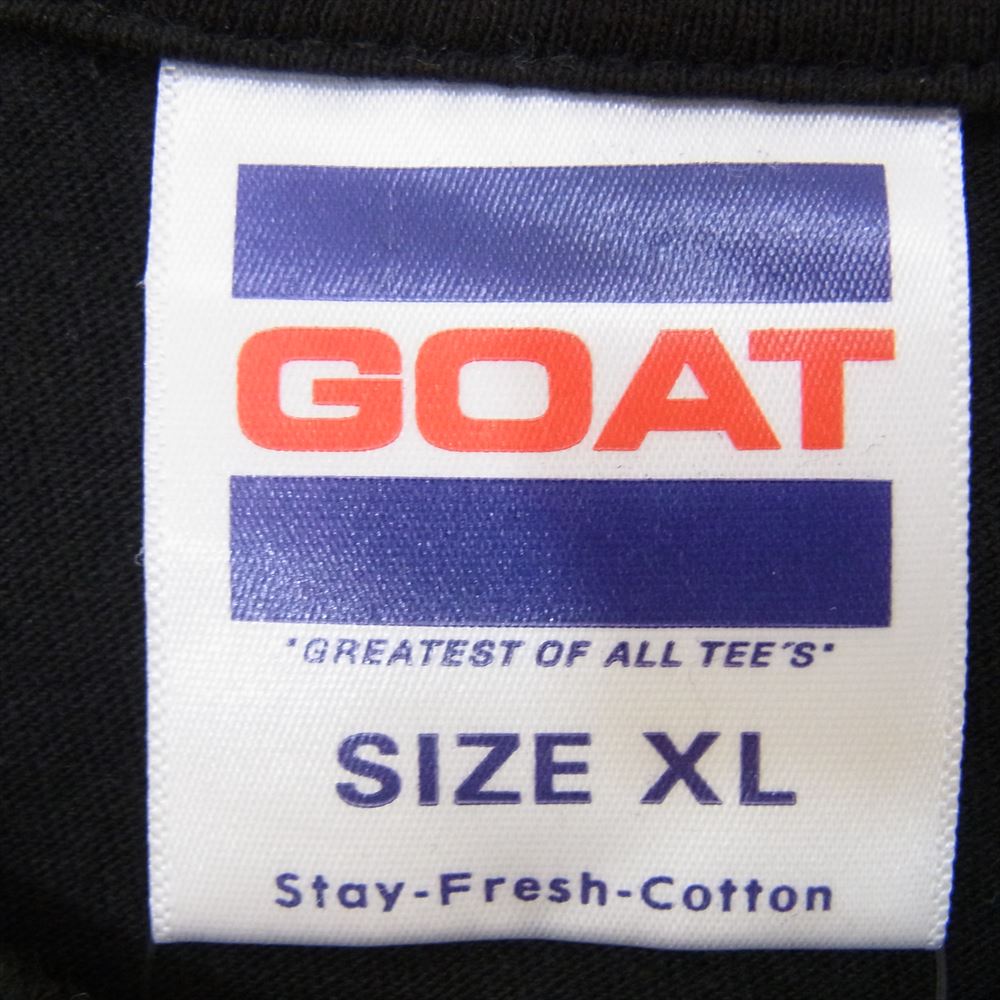 GOAT
"GREATEST OF ALL TEE'S"
SIZE XL
Stay-Fresh-Cotton